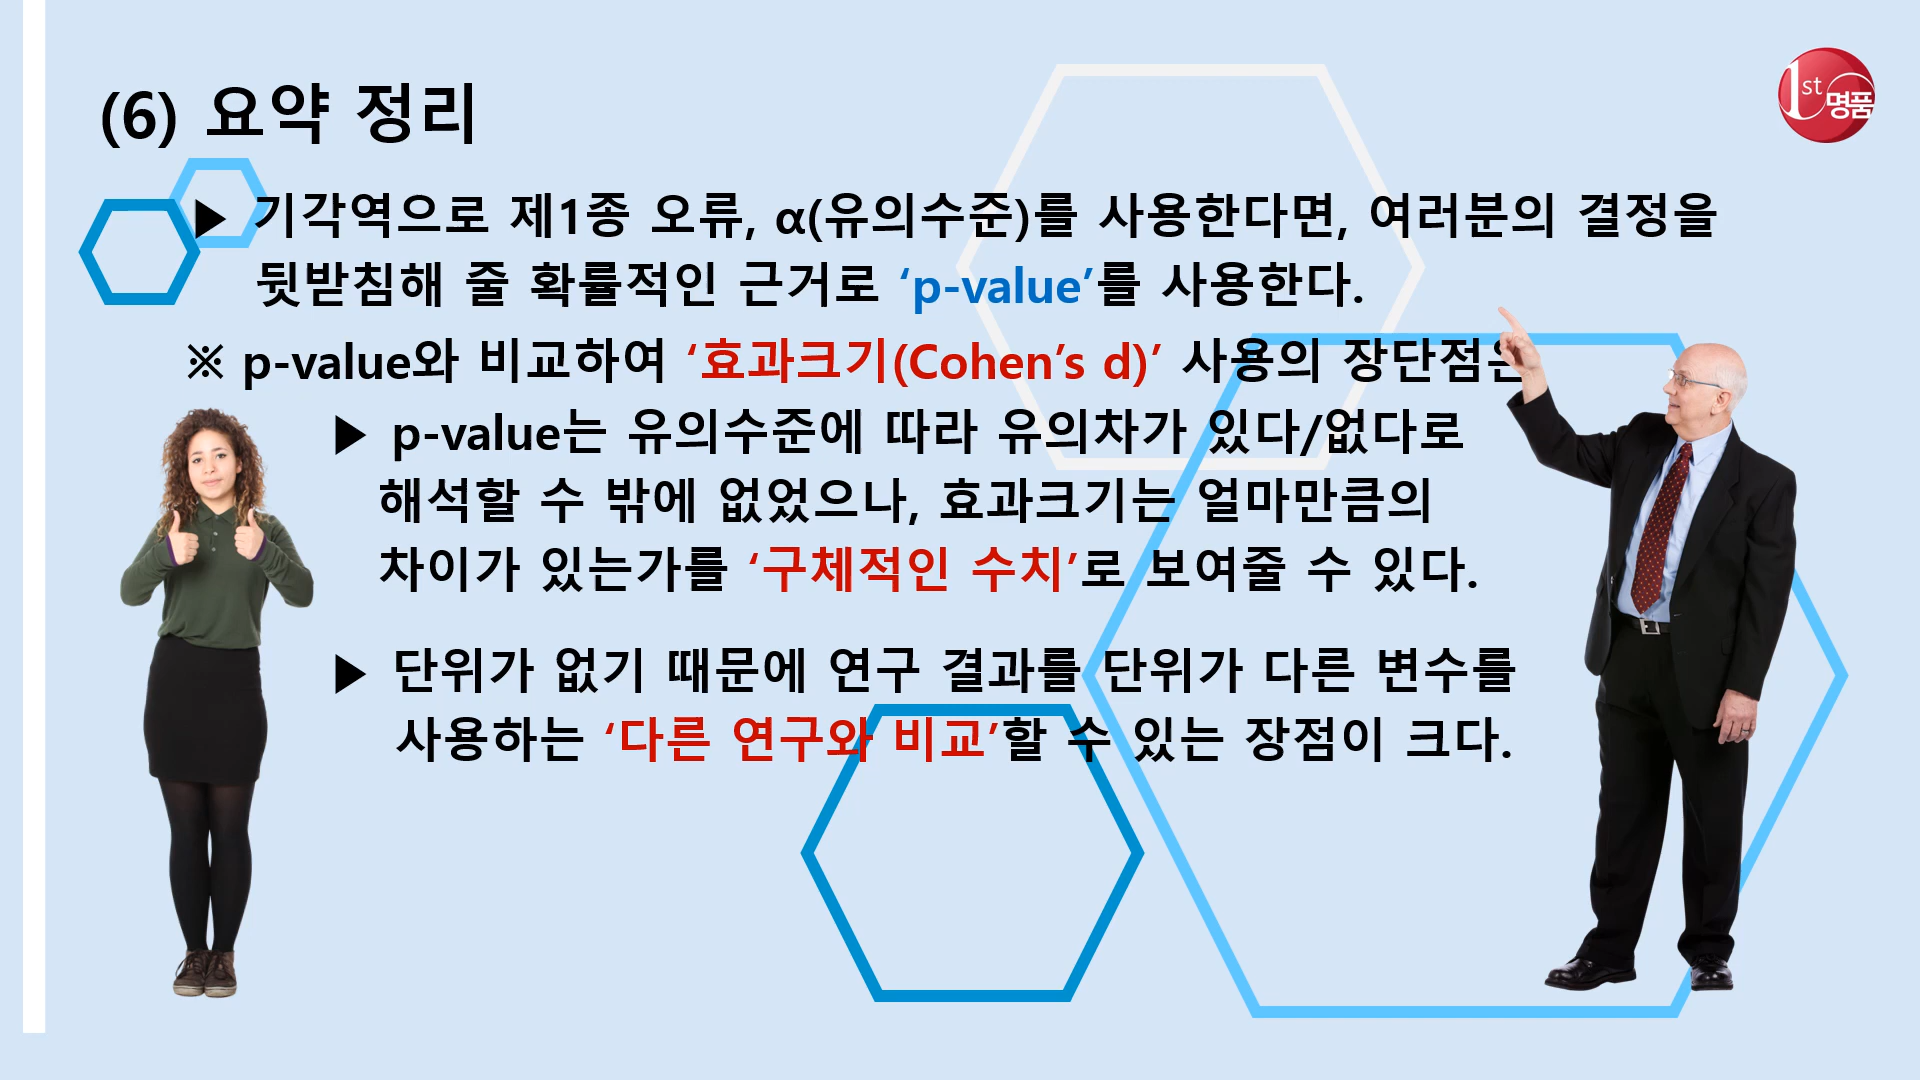 (6) 요약 정리
1st 명품
▶ 기각역으로 제1종 오류, α(유의수준)를 사용한다면, 여러분의 결정을
뒷받침해 줄 확률적인 근거로 ‘p-value’를 사용한다.
※ p-value와 비교하여 ‘효과크기(Cohen’s d)’ 사용의 장단점은
▶ p-value는 유의수준에 따라 유의차가 있다/없다로
해석할 수 밖에 없었으나, 효과크기는 얼마만큼의
차이가 있는가를 ‘구체적인 수치’로 보여줄 수 있다.
▶ 단위가 없기 때문에 연구 결과를 단위가 다른 변수를
사용하는 ‘다른 연구와 비교’할 수 있는 장점이 크다.